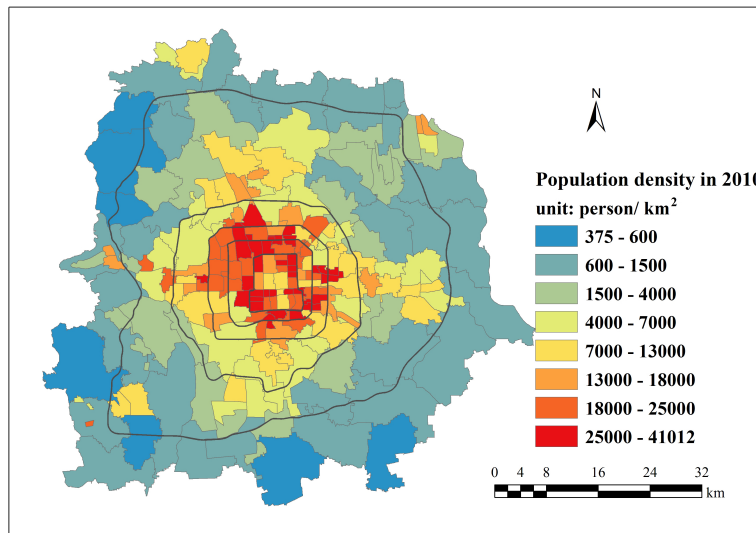 N
Population density in 2010
unit: person/ km²
375 - 600
600 - 1500
1500 - 4000
4000 - 7000
7000 - 13000
13000 - 18000
18000 - 25000
25000 - 41012
0 4 8 16 24 32
km